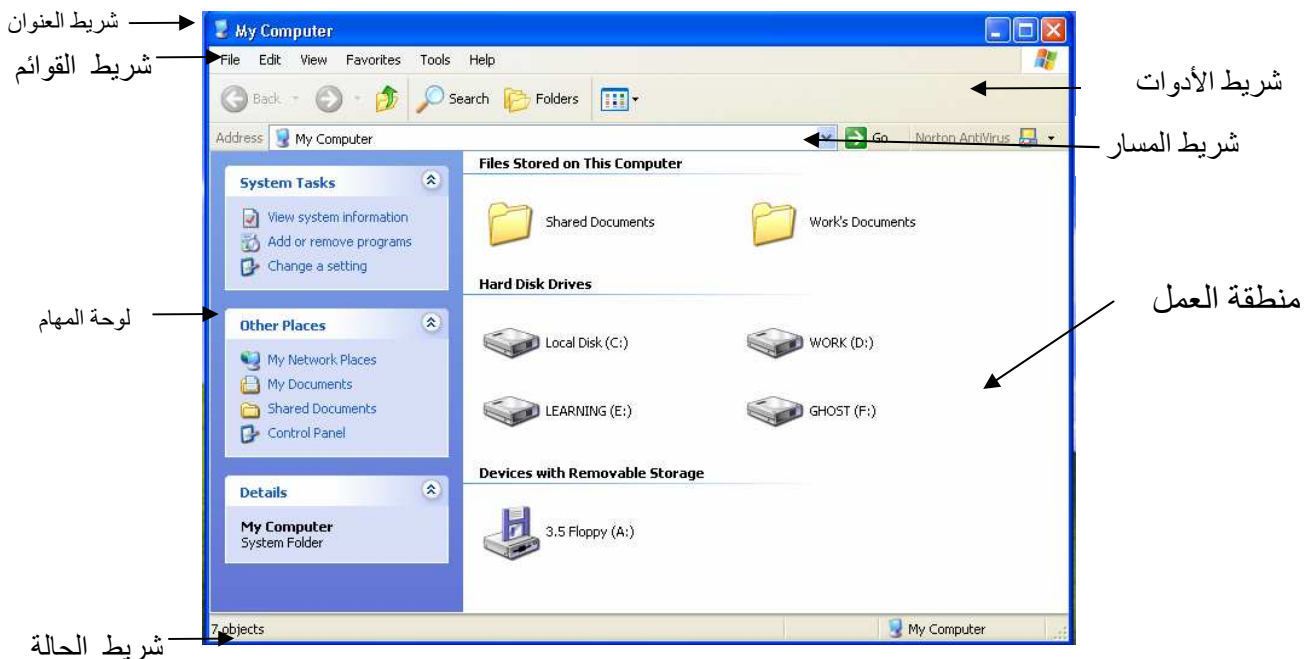 شريط العنوان
My Computer
شريط القوائم
File Edit View Favorites Tools Help
شريط الأدوات
Back Search Folders
شريط المسار
Address My Computer Go Norton AntiVirus
System Tasks
View system information
Add or remove programs
Change a setting
لوحة المهام
Other Places
My Network Places
My Documents
Shared Documents
Control Panel
Details
My Computer
System Folder
Files Stored on This Computer
Shared Documents Work's Documents
Hard Disk Drives
Local Disk (C:) WORK (D:)
LEARNING (E:) GHOST (F:)
Devices with Removable Storage
3.5 Floppy (A:)
منطقة العمل
7 objects My Computer
شريط الحالة